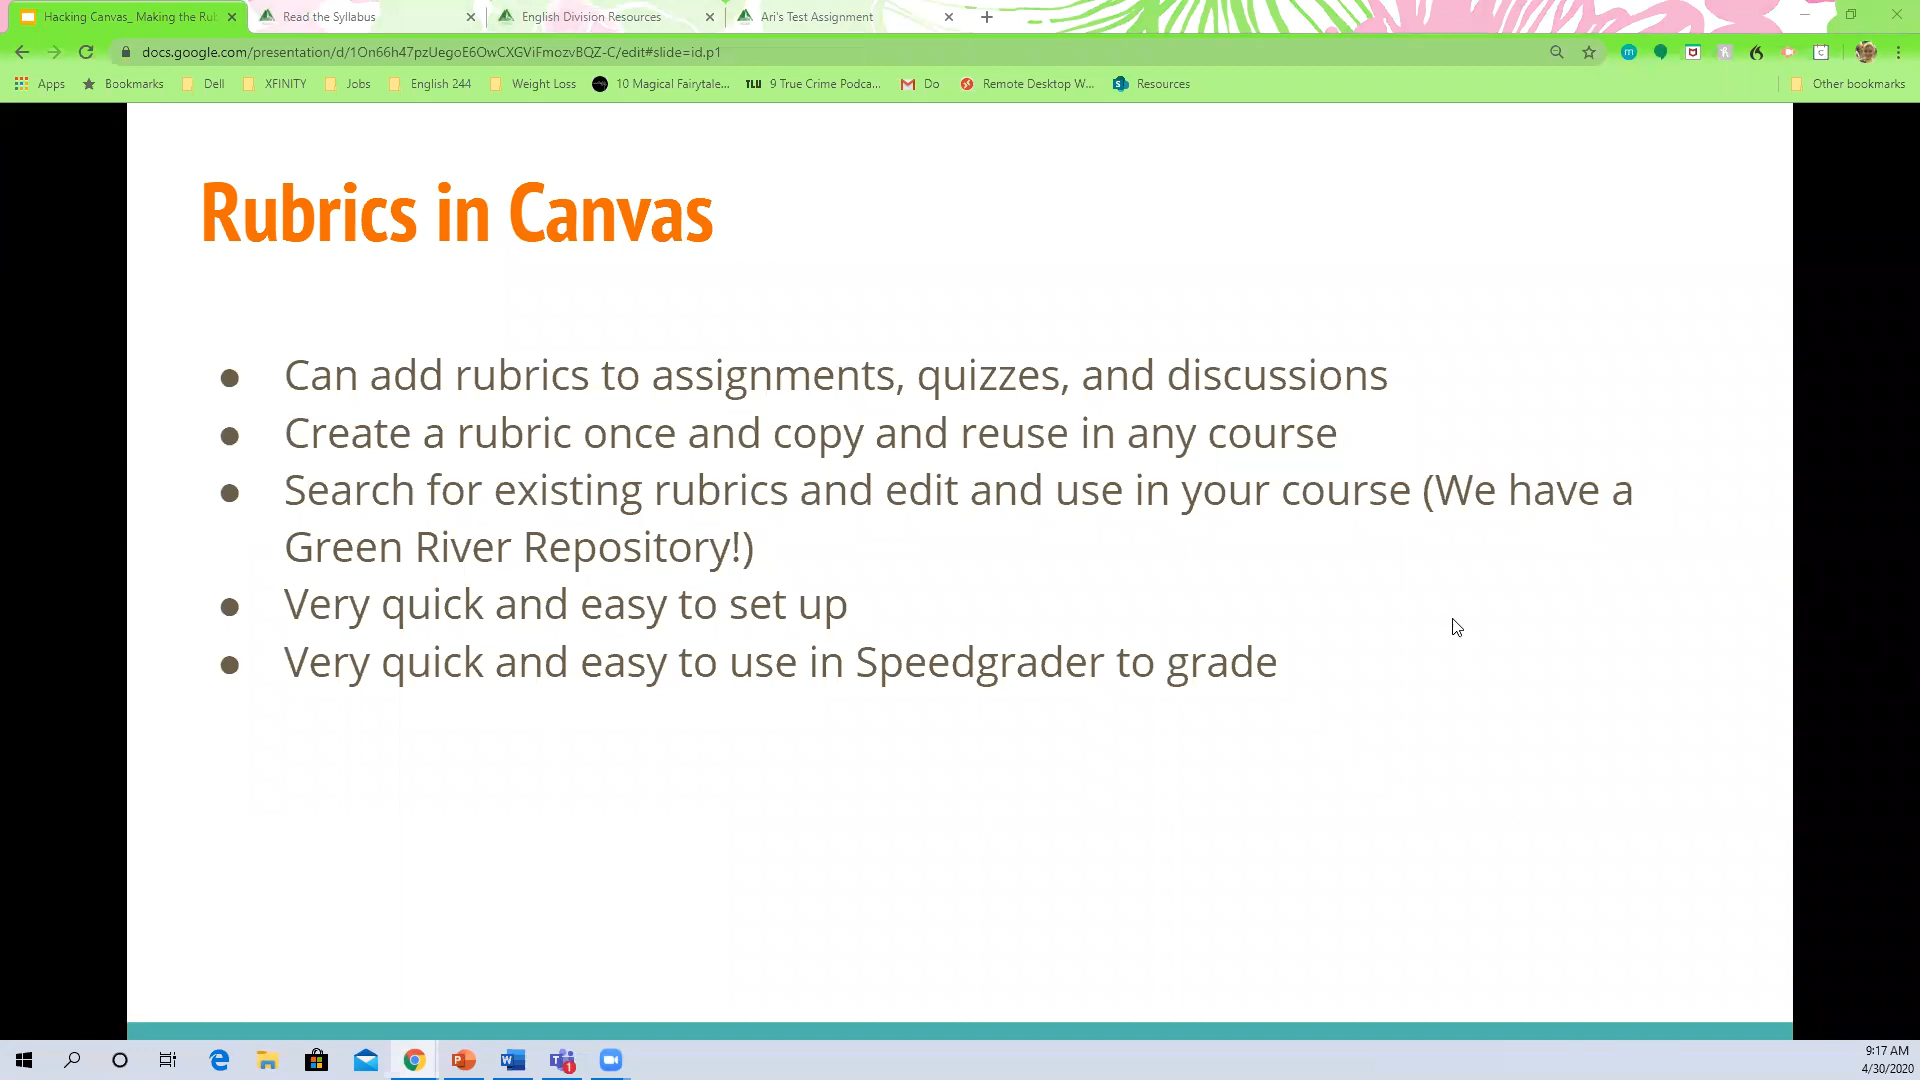 Hacking Canvas_ Making the Rub
Read the Syllabus
English Division Resources
Ari's Test Assignment
docs.google.com/presentation/d/1On66h47pzUegoE6OwCXGViFmozvBQZ-C/edit#slide=id.p1
Apps
Bookmarks
Dell
XFINITY
Jobs
English 244
Weight Loss
10 Magical Fairytale...
TLU
9 True Crime Podca...
Do
Remote Desktop W...
Resources
Other bookmarks
Rubrics in Canvas
● Can add rubrics to assignments, quizzes, and discussions
● Create a rubric once and copy and reuse in any course
● Search for existing rubrics and edit and use in your course (We have a
Green River Repository!)
● Very quick and easy to set up
● Very quick and easy to use in Speedgrader to grade
9:17 AM
4/30/2020